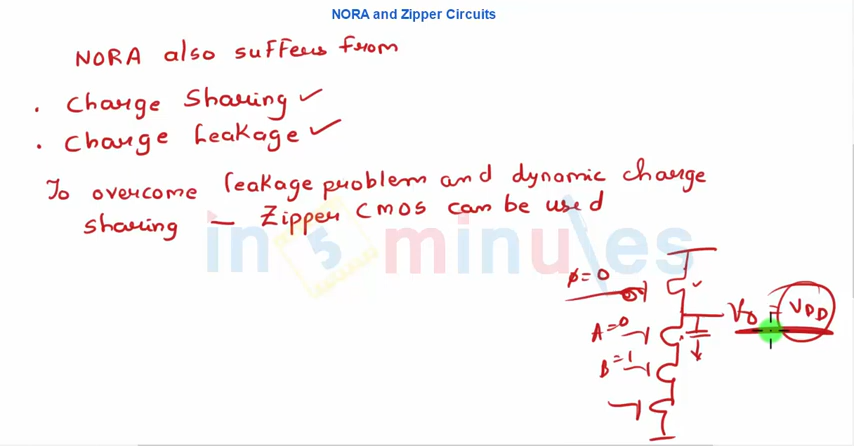 NORA and Zipper Circuits
NORA also suffers from
. Charge Sharing ✓
. Charge Leakage ✓
To overcome leakage problem and dynamic charge
sharing — Zipper CMOS can be used
in 5 minutes
φ=0
V0 = VDD
A=0
B=1